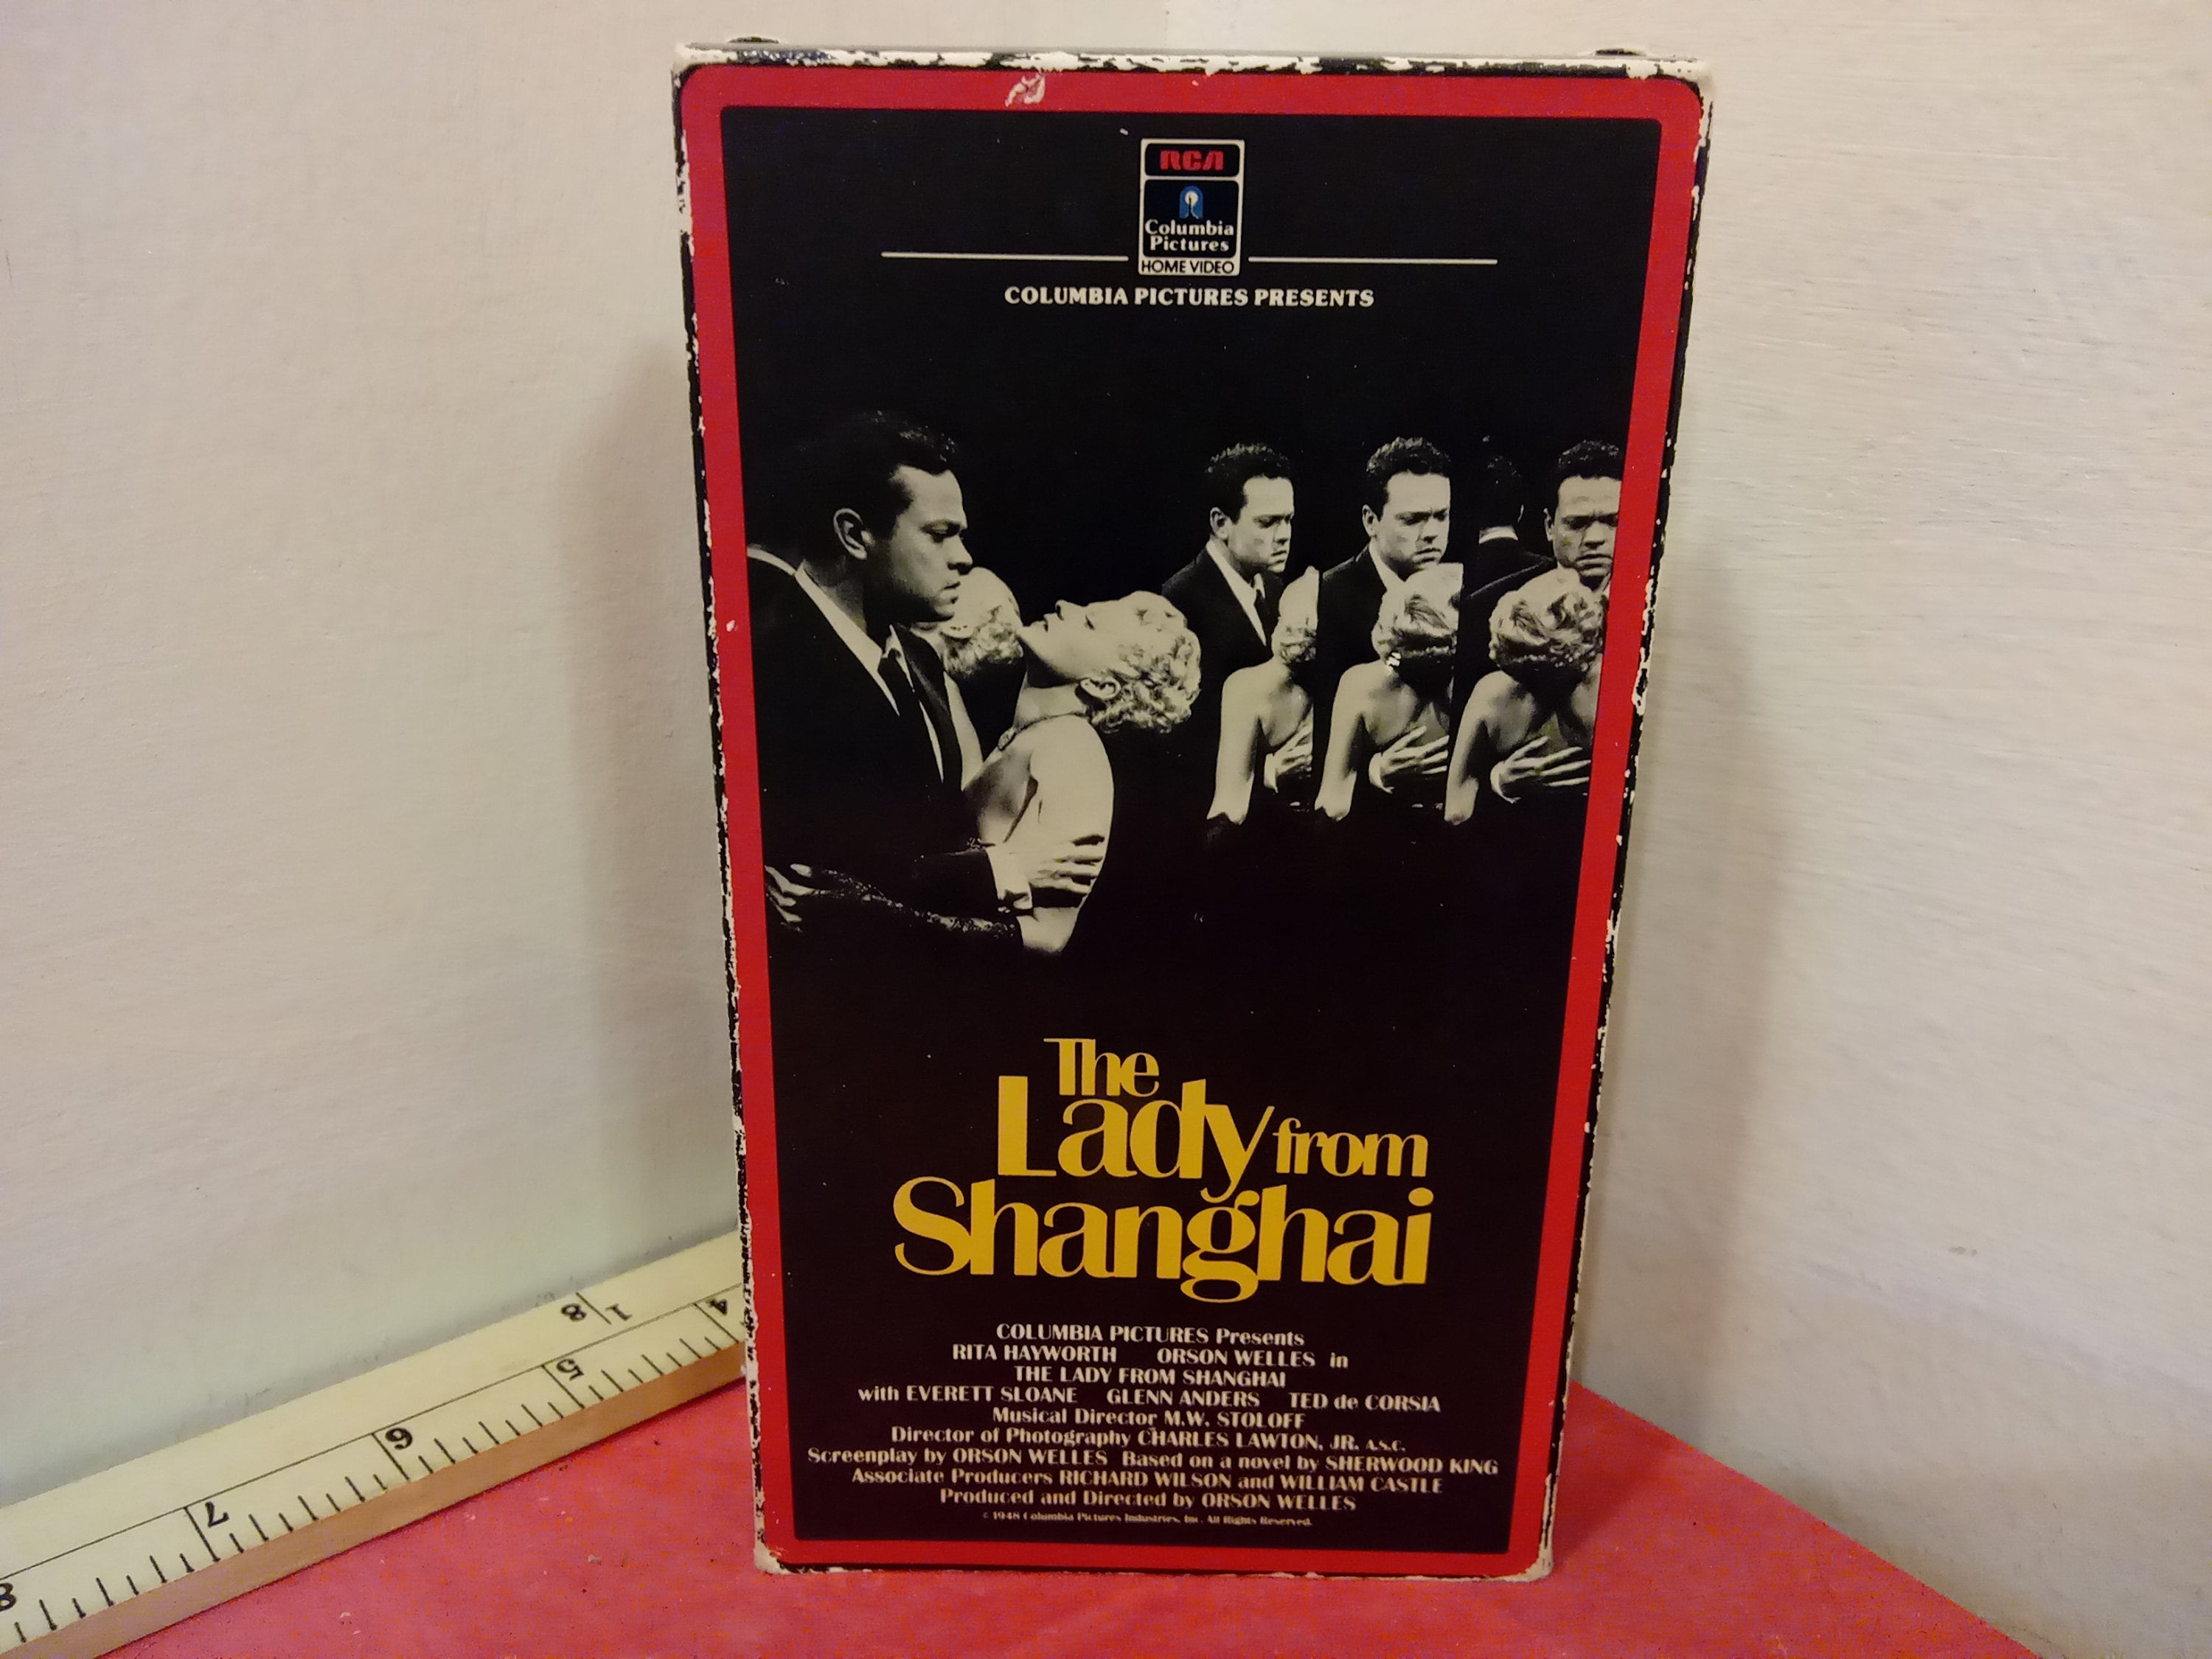 RCA
Columbia
Pictures
HOME VIDEO
COLUMBIA PICTURES PRESENTS
The
Lady from
Shanghai
COLUMBIA PICTURES Presents
RITA HAYWORTH ORSON WELLES in
THE LADY FROM SHANGHAI
with EVERETT SLOANE GLENN ANDERS TED de CORSIA
Musical Director M.W. STOLOFF
Director of Photography CHARLES LAWTON, JR. A.S.C.
Screenplay by ORSON WELLES Based on a novel by SHERWOOD KING
Associate Producers RICHARD WILSON and WILLIAM CASTLE
Produced and Directed by ORSON WELLES
© 1948 Columbia Pictures Industries, Inc. All Rights Reserved.
8 1
4
5
6
7
8